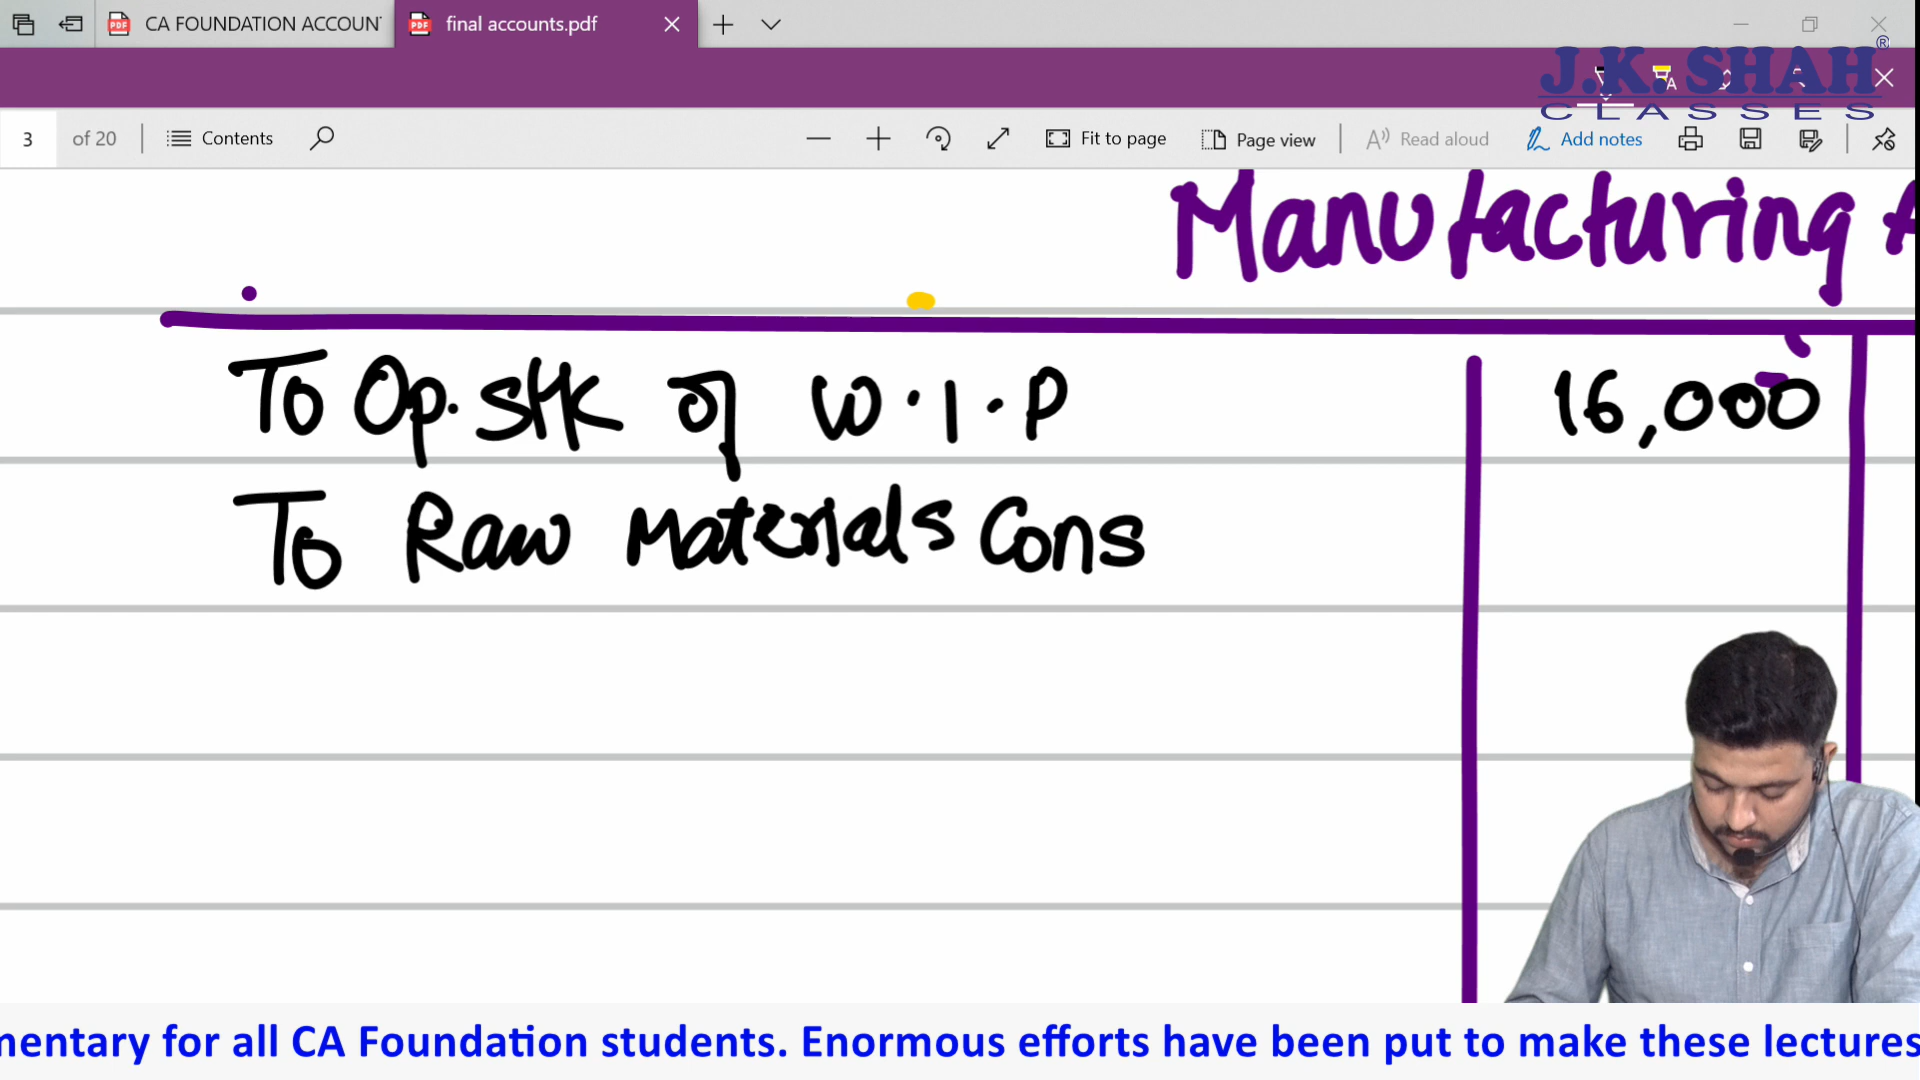 CA FOUNDATION ACCOUN
final accounts.pdf
J.K. SHAH®
CLASSES
3 of 20
Contents
Fit to page
Page view
Read aloud
Add notes
Manufacturing A
To Op. Stk of W.I.P 16,000
To Raw Materials Cons
mentary for all CA Foundation students. Enormous efforts have been put to make these lectures